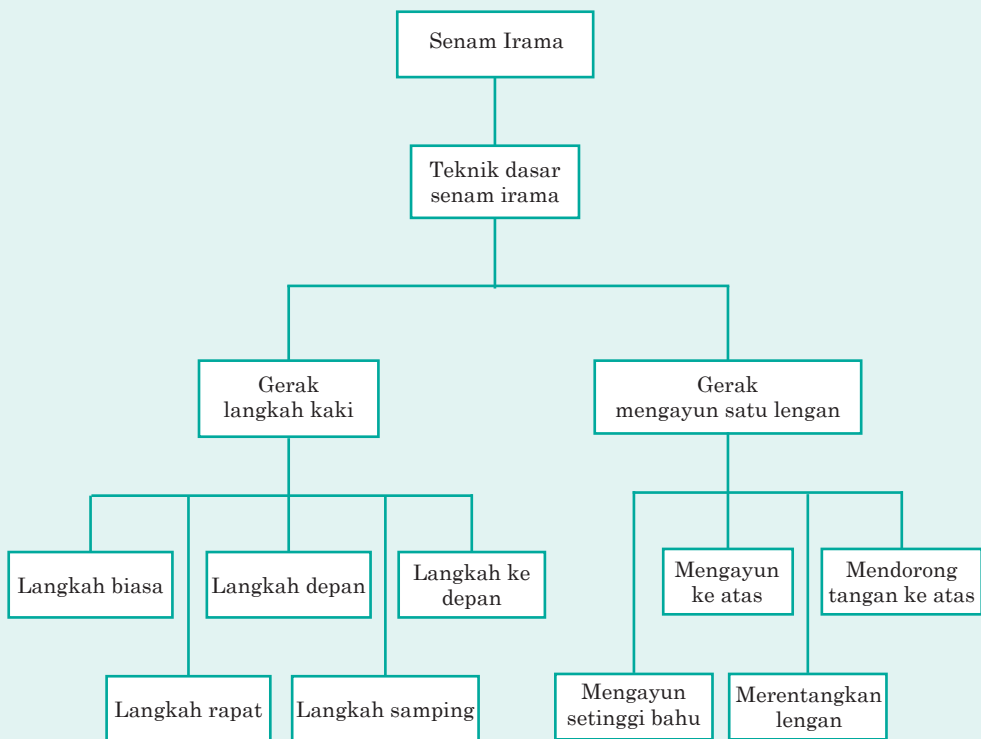 Senam Irama
Teknik dasar
senam irama
Gerak
langkah kaki
Gerak
mengayun satu lengan
Langkah biasa
Langkah depan
Langkah ke
depan
Mengayun
ke atas
Mendorong
tangan ke atas
Langkah rapat
Langkah samping
Mengayun
setinggi bahu
Merentangkan
lengan